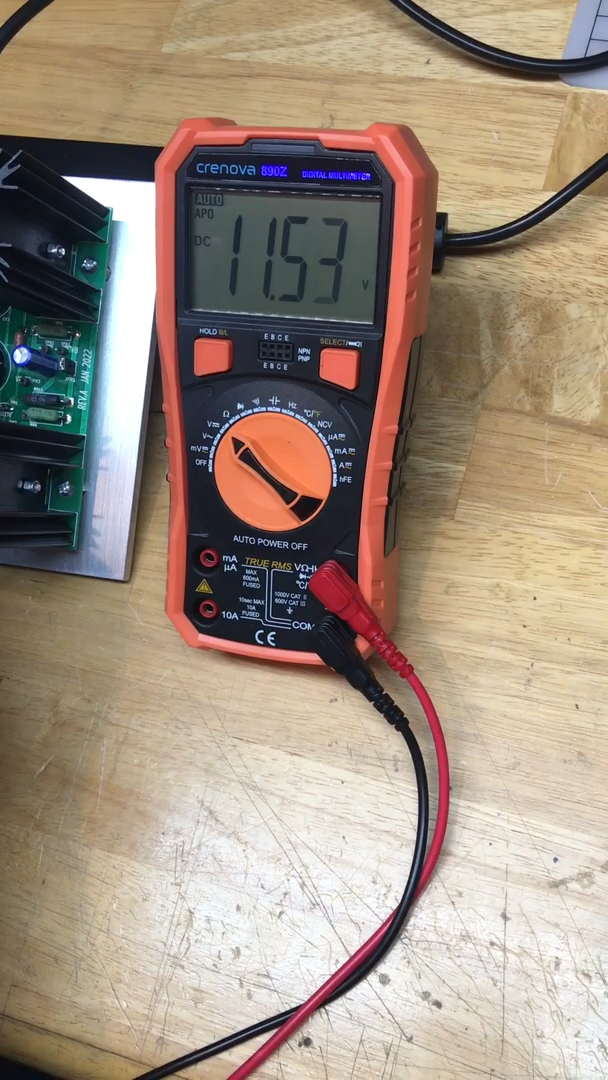 crenova 890Z DIGITAL MULTIMETER
AUTO
APO
DC
11.53
V
HOLD B/L
SELECT/
E B C E
NPN
PNP
E B C E
Ω
Hz
°C/°F
NCV
V
V~
mV
OFF
μA
mA
A
hFE
AUTO POWER OFF
mA
μA
TRUE RMS
MAX
600mA
FUSED
VΩ
°C/
1000V CAT II
600V CAT III
10sec MAX
10A
FUSED
10A
COM
CE
REKA JAN 2022